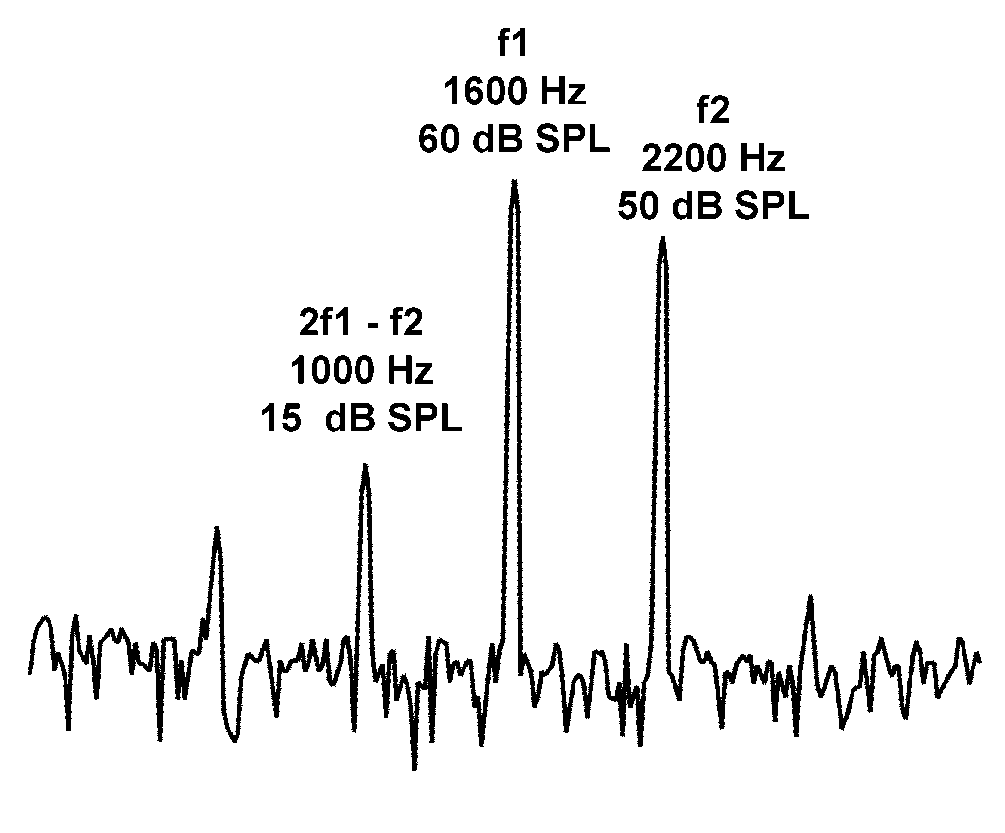 f1
1600 Hz
60 dB SPL
f2
2200 Hz
50 dB SPL
2f1 - f2
1000 Hz
15 dB SPL